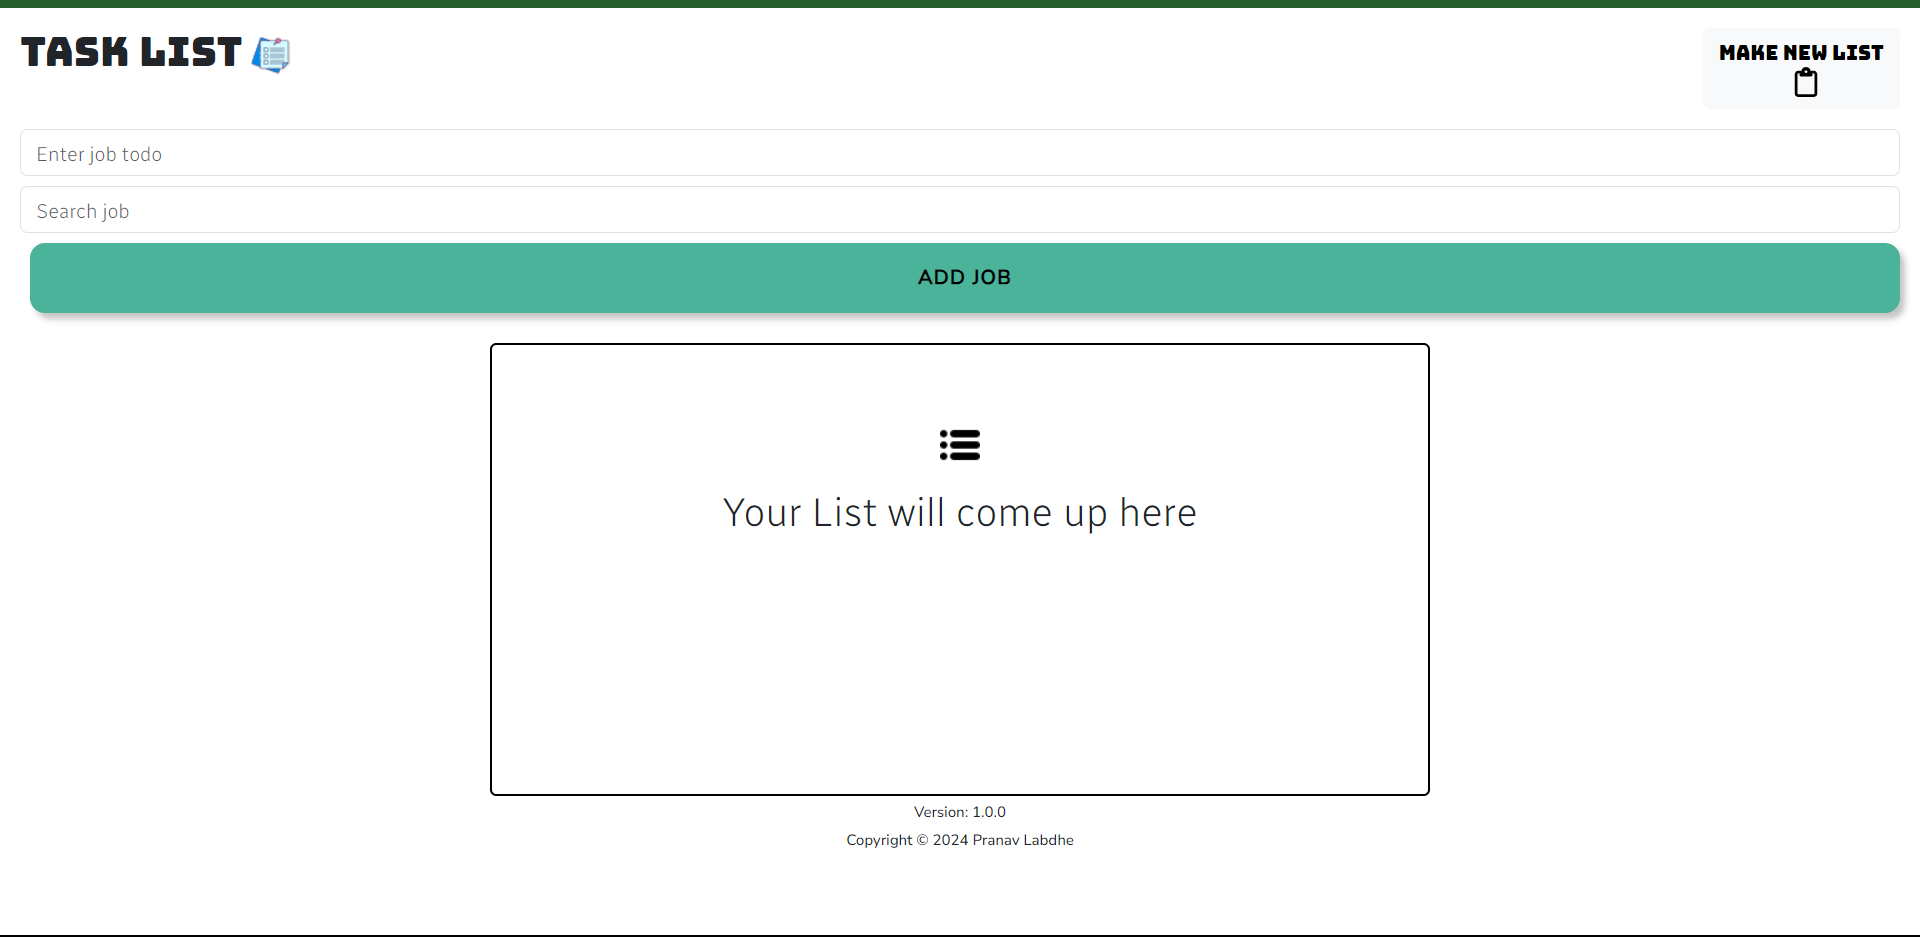 TASK LIST
MAKE NEW LIST
Enter job todo
Search job
ADD JOB
Your List will come up here
Version: 1.0.0
Copyright © 2024 Pranav Labdhe